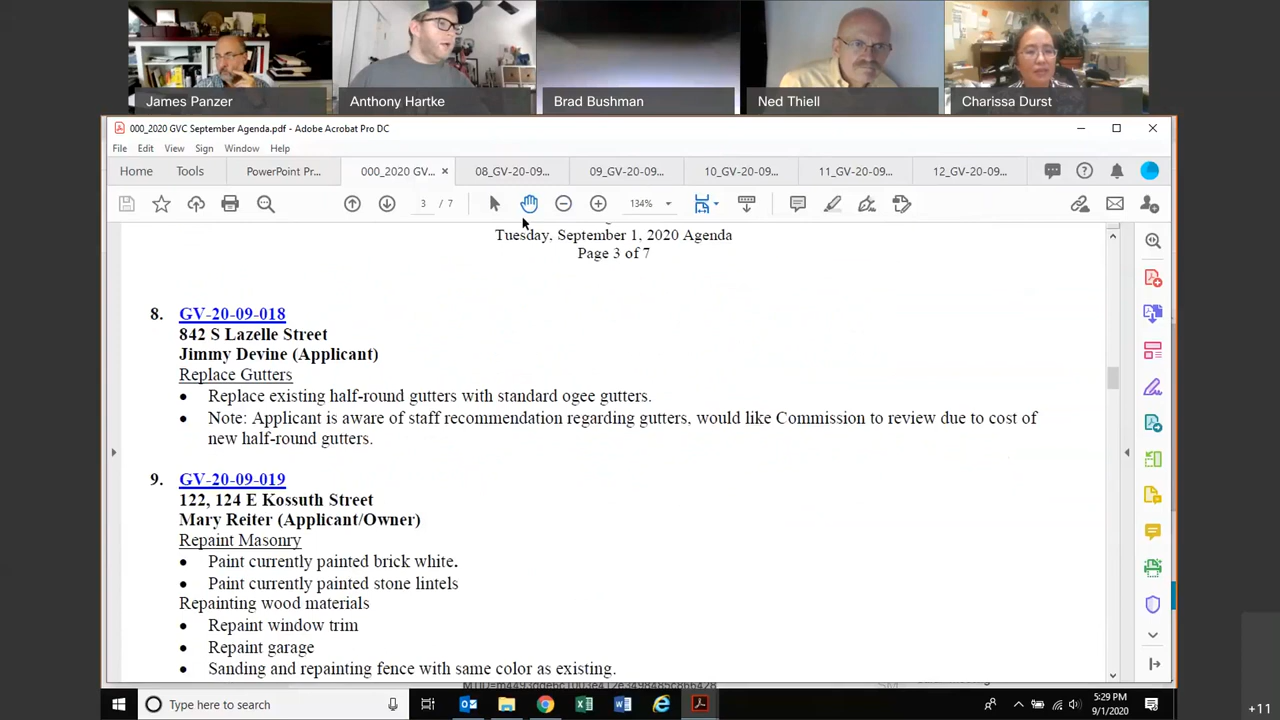 James Panzer
Anthony Hartke
Brad Bushman
Ned Thiell
Charissa Durst
000_2020 GVC September Agenda.pdf - Adobe Acrobat Pro DC
File Edit View Sign Window Help
Home Tools PowerPoint Pr... 000_2020 GV... × 08_GV-20-09... 09_GV-20-09... 10_GV-20-09... 11_GV-20-09... 12_GV-20-09...
3 / 7 134%
Tuesday, September 1, 2020 Agenda
Page 3 of 7
8. GV-20-09-018
842 S Lazelle Street
Jimmy Devine (Applicant)
Replace Gutters
• Replace existing half-round gutters with standard ogee gutters.
• Note: Applicant is aware of staff recommendation regarding gutters, would like Commission to review due to cost of
new half-round gutters.
9. GV-20-09-019
122, 124 E Kossuth Street
Mary Reiter (Applicant/Owner)
Repaint Masonry
• Paint currently painted brick white.
• Paint currently painted stone lintels
Repainting wood materials
• Repaint window trim
• Repaint garage
• Sanding and repainting fence with same color as existing.
Type here to search
5:29 PM
9/1/2020
+11